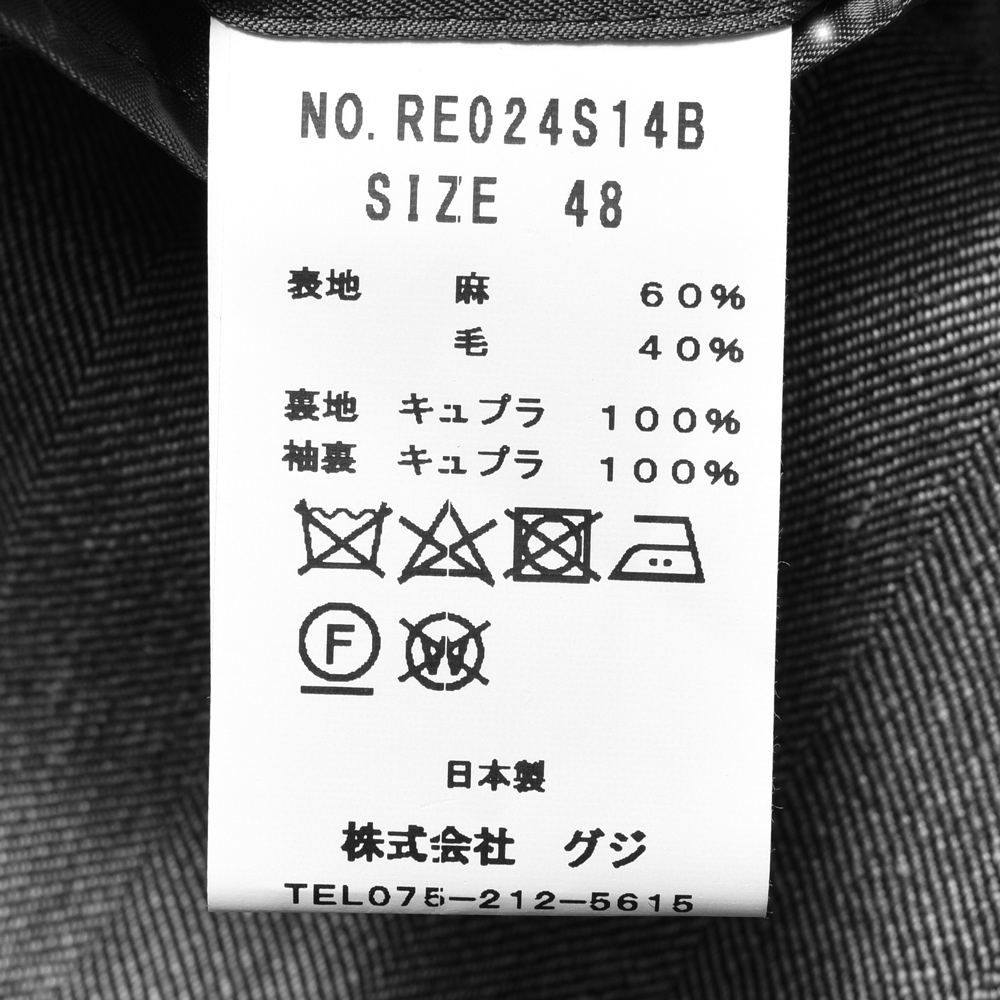 NO. RE024S14B
SIZE 48
表地 麻 60%
毛 40%
裏地 キュプラ 100%
袖裏 キュプラ 100%
F W
日本製
株式会社 グジ
TEL075-212-5615